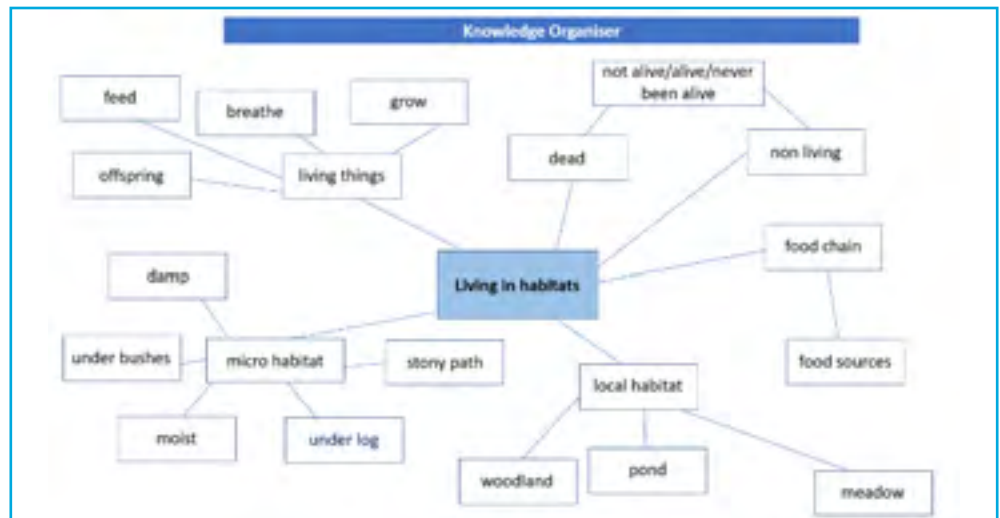 Knowledge Organiser
feed
breathe
grow
not alive/alive/never
been alive
offspring
living things
dead
non living
food chain
Living in habitats
damp
under bushes
micro habitat
stony path
food sources
local habitat
moist
under log
woodland
pond
meadow